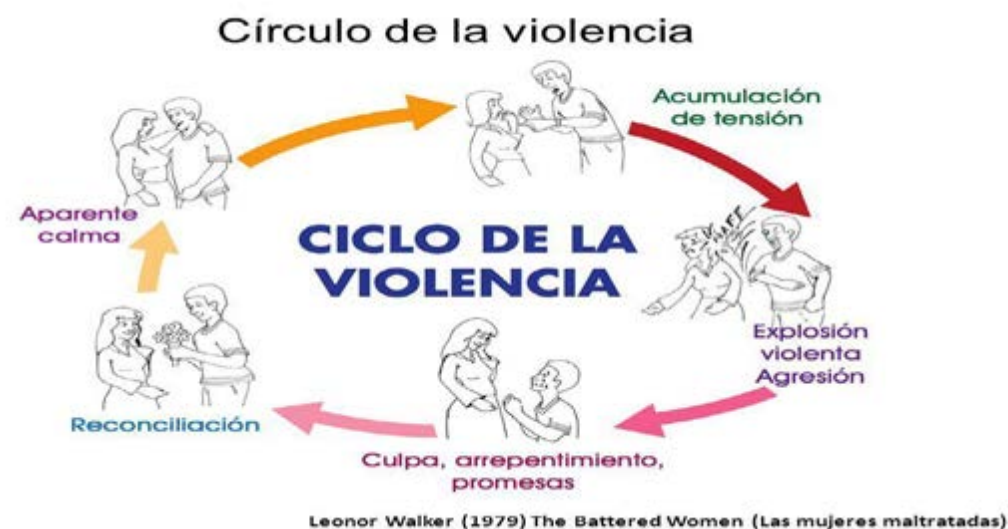 Círculo de la violencia
Acumulación
de tensión
Aparente
calma
CICLO DE LA
VIOLENCIA
Explosión
violenta
Agresión
Reconciliación
Culpa, arrepentimiento,
promesas
Leonor Walker (1979) The Battered Women (Las mujeres maltratadas)